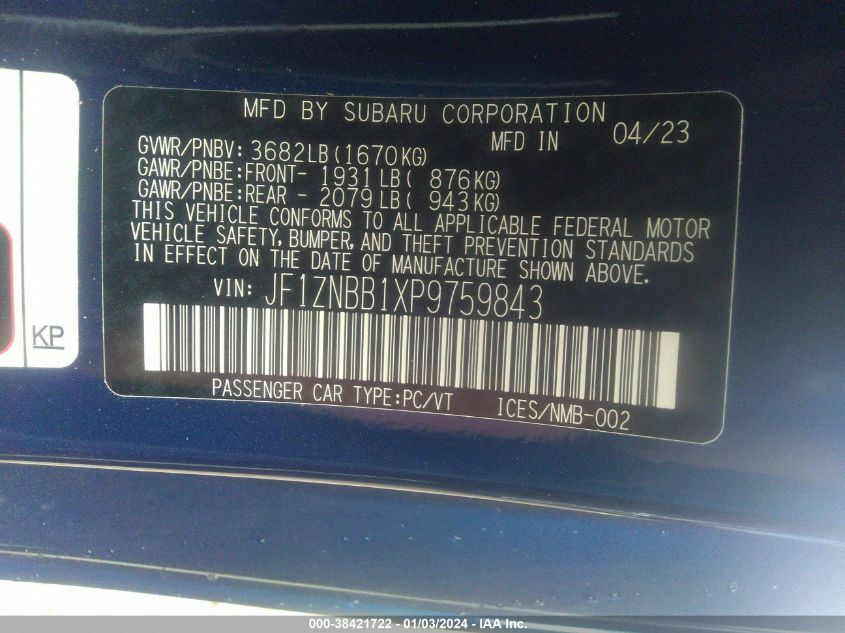 MFD BY SUBARU CORPORATION
MFD IN 04/23
GVWR/PNBV: 3682LB(1670KG)
GAWR/PNBE:FRONT- 1931LB( 876KG)
GAWR/PNBE:REAR - 2079LB( 943KG)
THIS VEHICLE CONFORMS TO ALL APPLICABLE FEDERAL MOTOR
VEHICLE SAFETY, BUMPER, AND THEFT PREVENTION STANDARDS
IN EFFECT ON THE DATE OF MANUFACTURE SHOWN ABOVE.
VIN: JF1ZNBB1XP9759843
PASSENGER CAR TYPE:PC/VT ICES/NMB-002
KP
000-38421722 - 01/03/2024 - IAA Inc.